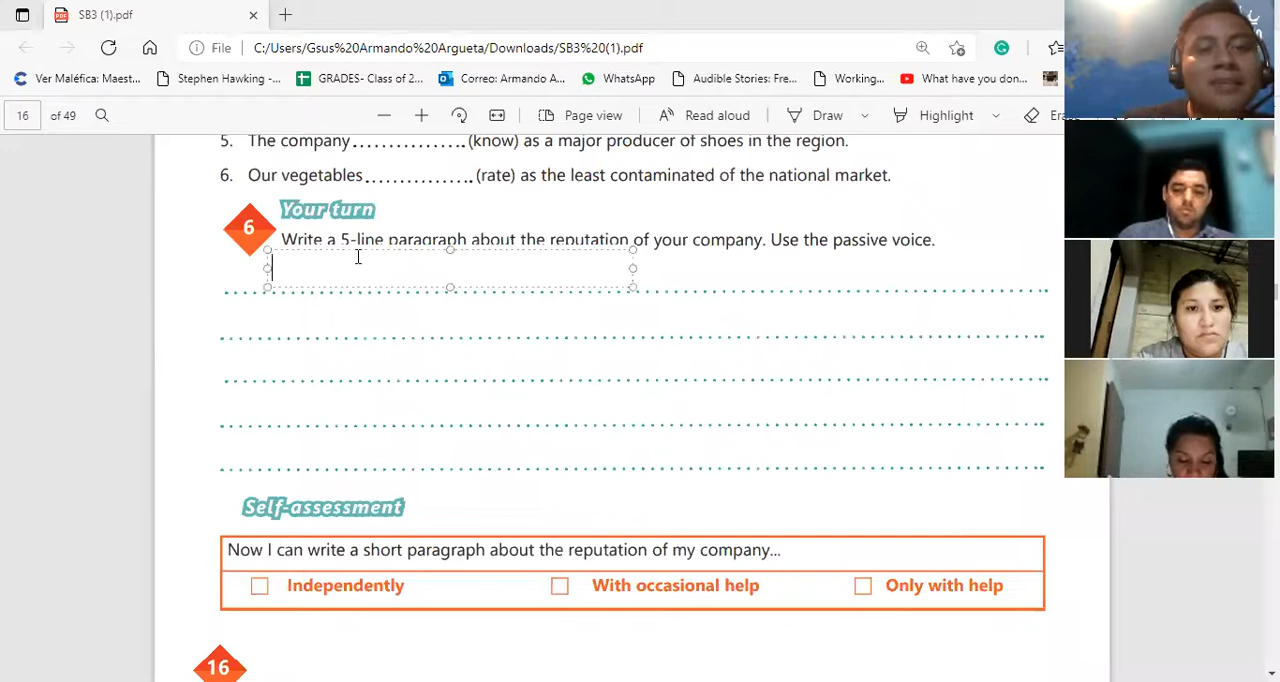 SB3 (1).pdf
File
C:/Users/Gsus%20Armando%20Argueta/Downloads/SB3%20(1).pdf
Ver Maléfica: Maest...
Stephen Hawking -...
GRADES- Class of 2...
Correo: Armando A...
WhatsApp
Audible Stories: Fre...
Working...
What have you don...
16 of 49
Page view
Read aloud
Draw
Highlight
5. The company................(know) as a major producer of shoes in the region.
6. Our vegetables................(rate) as the least contaminated of the national market.
6
Your turn
Write a 5-line paragraph about the reputation of your company. Use the passive voice.
Self-assessment
Now I can write a short paragraph about the reputation of my company...
Independently
With occasional help
Only with help
16